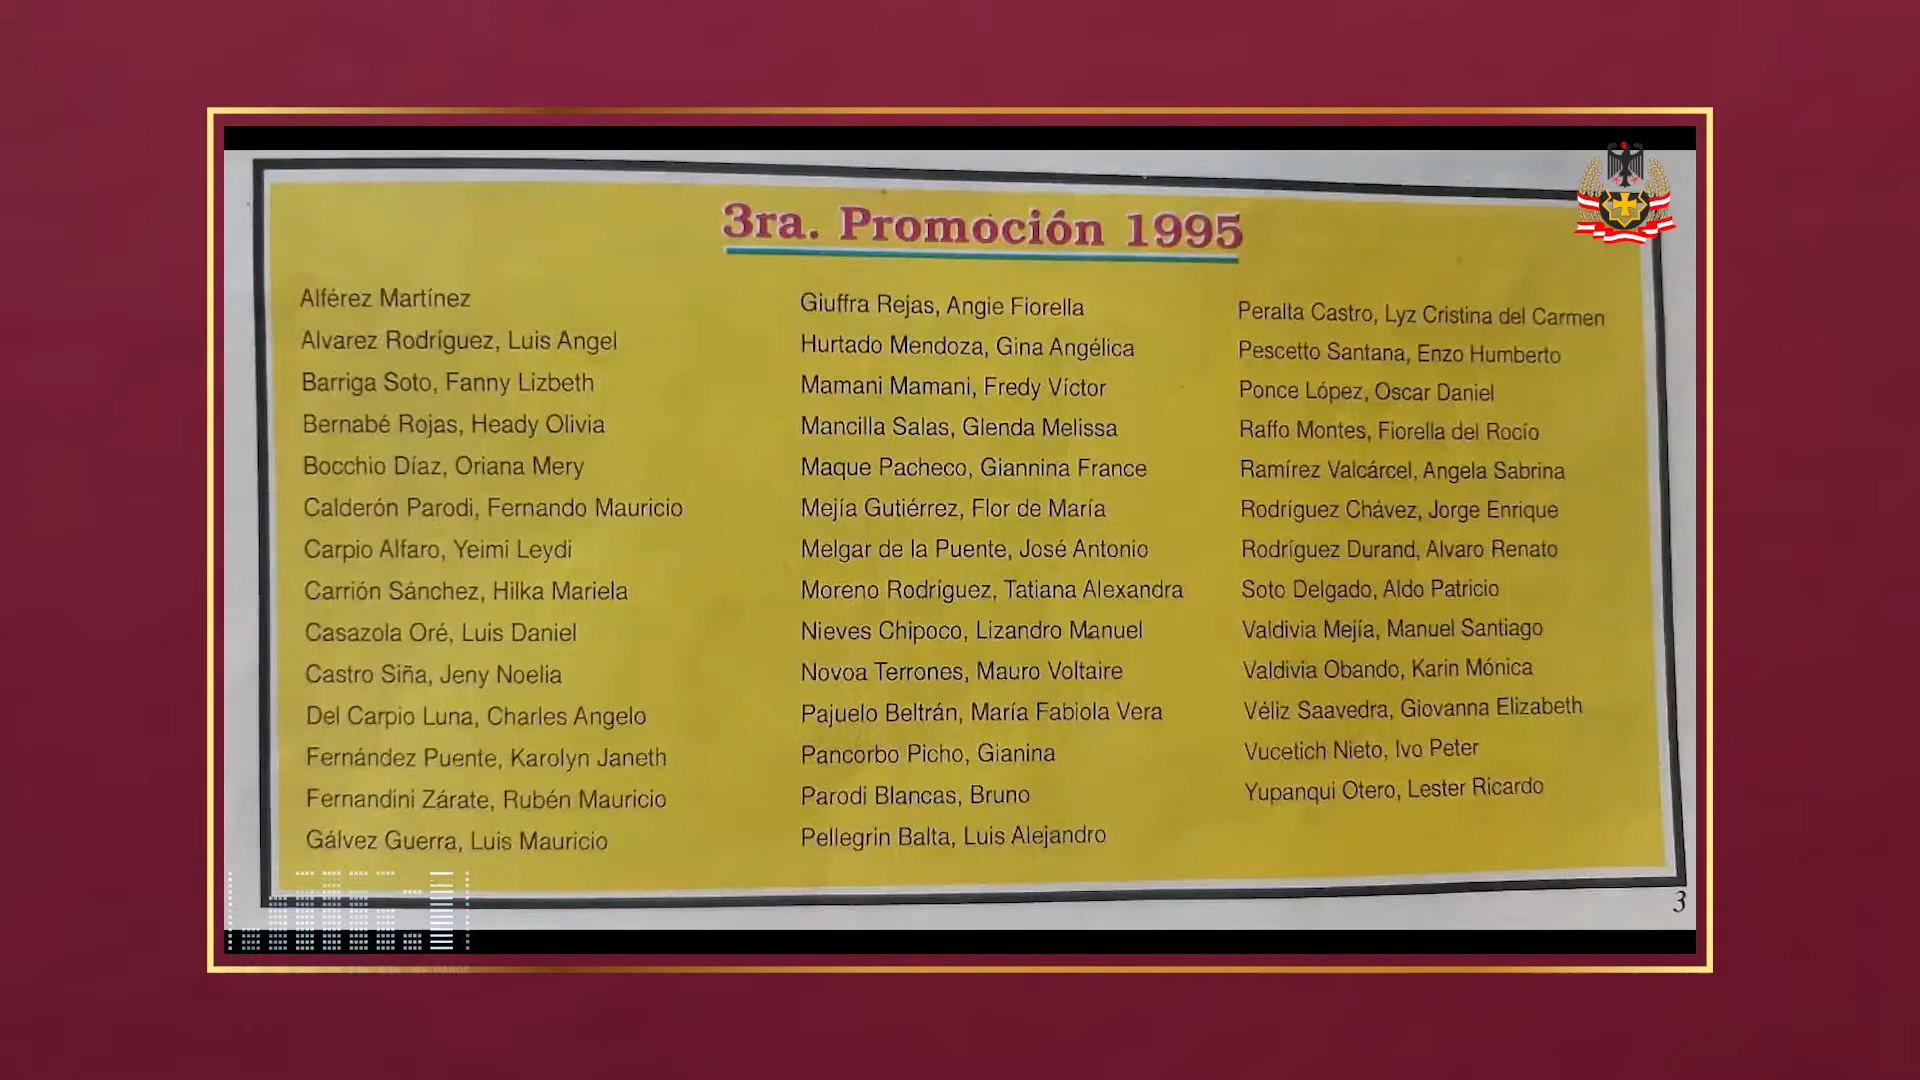 3ra. Promoción 1995
Alférez Martínez
Alvarez Rodríguez, Luis Angel
Barriga Soto, Fanny Lizbeth
Bernabé Rojas, Heady Olivia
Bocchio Díaz, Oriana Mery
Calderón Parodi, Fernando Mauricio
Carpio Alfaro, Yeimi Leydi
Carrión Sánchez, Hilka Mariela
Casazola Oré, Luis Daniel
Castro Siña, Jeny Noelia
Del Carpio Luna, Charles Angelo
Fernández Puente, Karolyn Janeth
Fernandini Zárate, Rubén Mauricio
Gálvez Guerra, Luis Mauricio
Giuffra Rejas, Angie Fiorella
Hurtado Mendoza, Gina Angélica
Mamani Mamani, Fredy Víctor
Mancilla Salas, Glenda Melissa
Maque Pacheco, Giannina France
Mejía Gutiérrez, Flor de María
Melgar de la Puente, José Antonio
Moreno Rodríguez, Tatiana Alexandra
Nieves Chipoco, Lizandro Manuel
Novoa Terrones, Mauro Voltaire
Pajuelo Beltrán, María Fabiola Vera
Pancorbo Picho, Gianina
Parodi Blancas, Bruno
Pellegrin Balta, Luis Alejandro
Peralta Castro, Lyz Cristina del Carmen
Pescetto Santana, Enzo Humberto
Ponce López, Oscar Daniel
Raffo Montes, Fiorella del Rocío
Ramírez Valcárcel, Angela Sabrina
Rodríguez Chávez, Jorge Enrique
Rodríguez Durand, Alvaro Renato
Soto Delgado, Aldo Patricio
Valdivia Mejía, Manuel Santiago
Valdivia Obando, Karin Mónica
Véliz Saavedra, Giovanna Elizabeth
Vucetich Nieto, Ivo Peter
Yupanqui Otero, Lester Ricardo
3